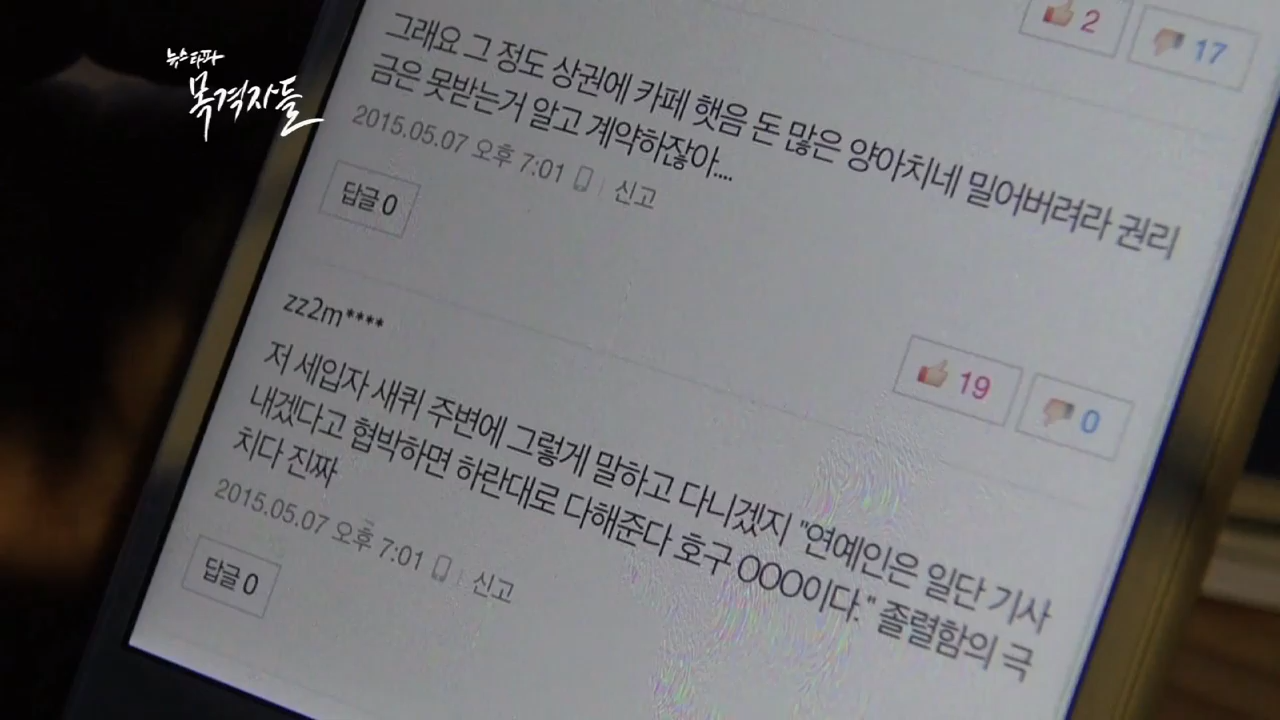 뉴스타파
목격자들
2
17
그래요 그 정도 상권에 카페 햇음 돈 많은 양아치네 밀어버려라 권리
금은 못받는거 알고 계약하잖아....
2015.05.07 오후 7:01 신고
답글 0
zz2m****
19
0
저 세입자 새퀴 주변에 그렇게 말하고 다니겠지 "연예인은 일단 기사
내겠다고 협박하면 하란대로 다해준다 호구 OOO이다." 졸렬함의 극
치다 진짜
2015.05.07 오후 7:01 신고
답글 0